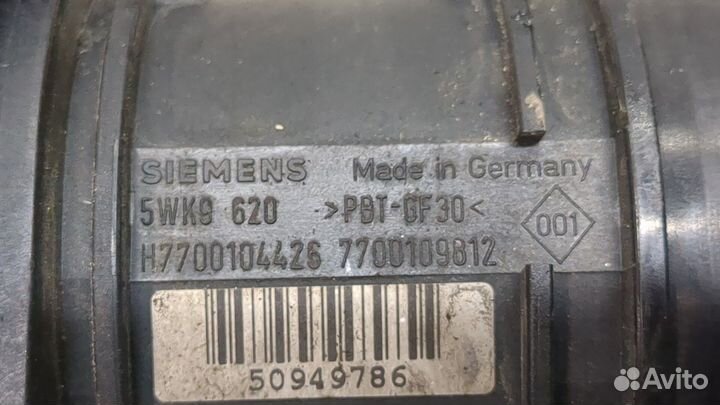 SIEMENS Made in Germany
5WK9 620 >PBT-GF30< 001
H7700104426 7700109812
50949786
Avito